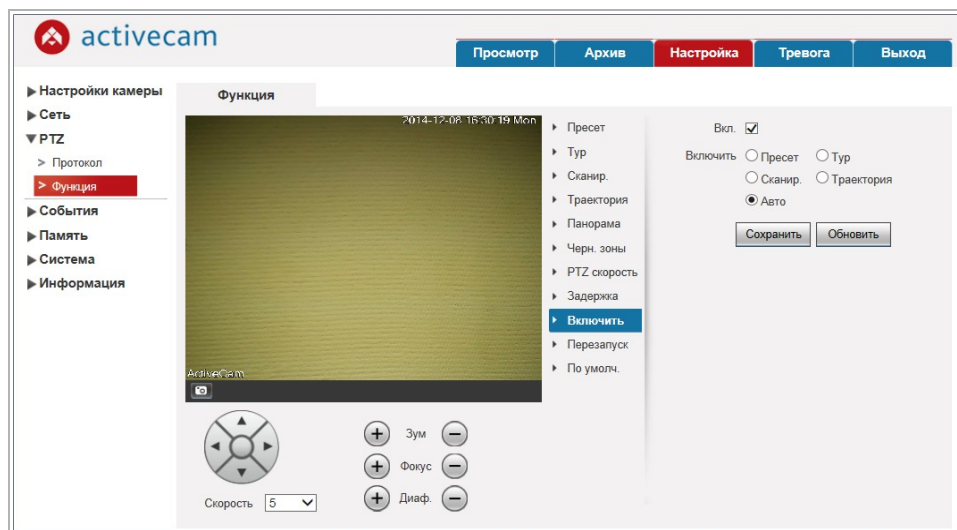 activecam
Просмотр Архив Настройка Тревога Выход
Настройки камеры
Сеть
PTZ
> Протокол
> Функция
События
Память
Система
Информация
Функция
2014-12-08 16:30:19 Mon
ActiveCam
Пресет
Тур
Сканир.
Траектория
Панорама
Черн. зоны
PTZ скорость
Задержка
Включить
Перезапуск
По умолч.
Вкл.
Включить Пресет Тур
Сканир. Траектория
Авто
Сохранить Обновить
Зум
Фокус
Диаф.
Скорость 5